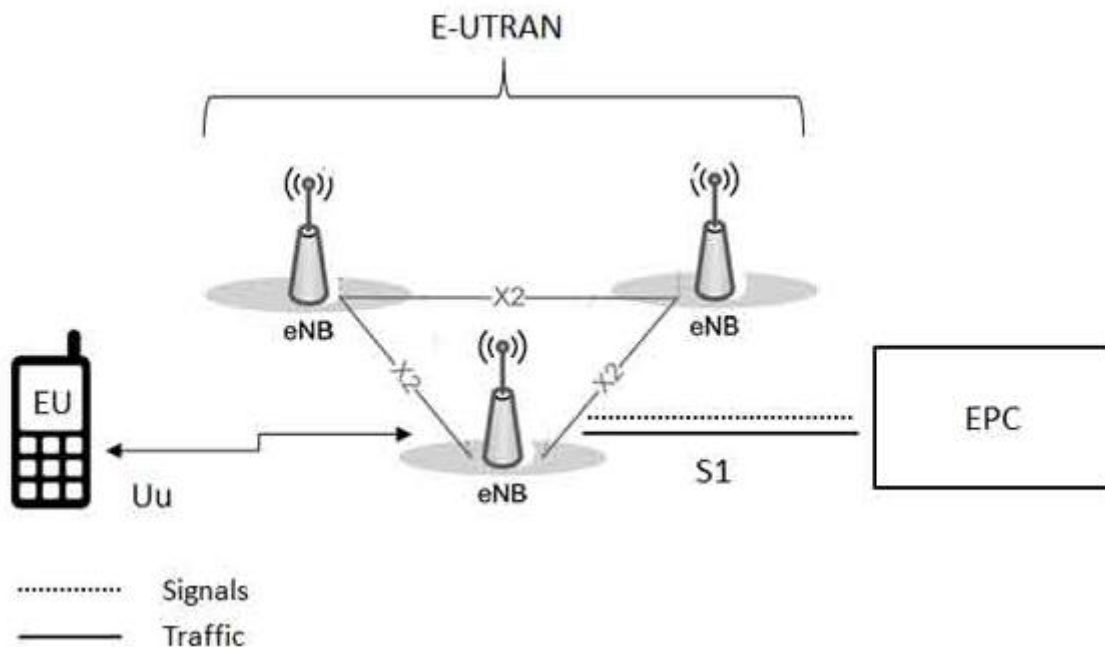 E-UTRAN
eNB
X2
eNB
X2
X2
EU
Uu
eNB
S1
EPC
Signals
Traffic